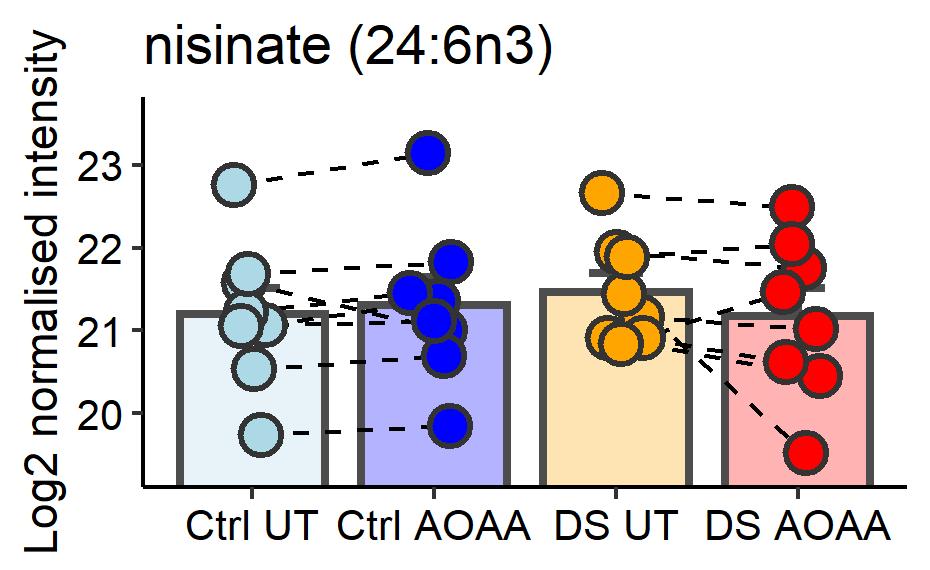 nisinate (24:6n3)
Log2 normalised intensity
23
22
21
20
Ctrl UT Ctrl AOAA DS UT DS AOAA